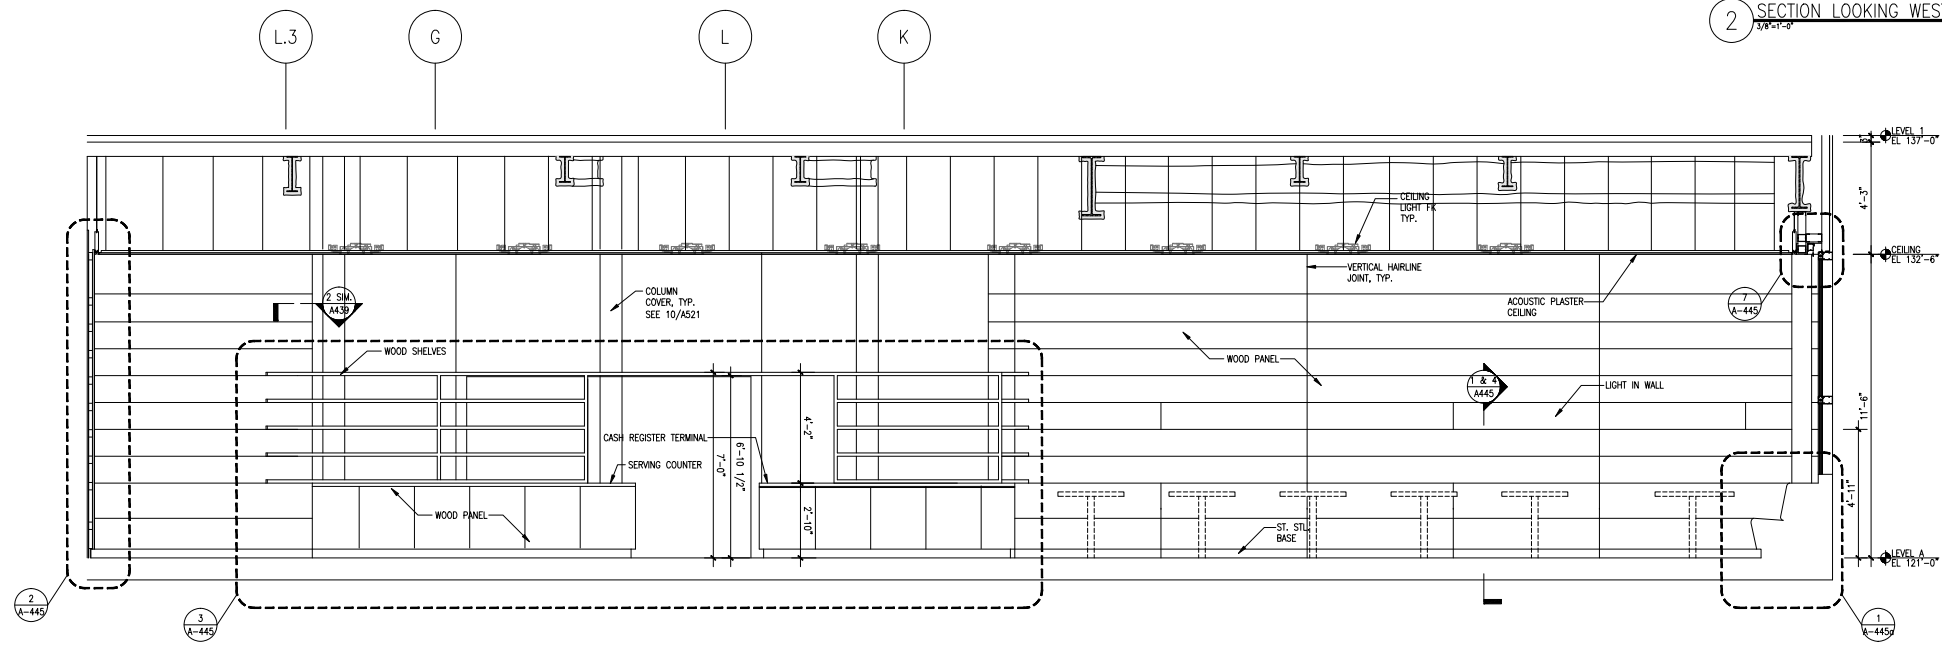 2
SECTION LOOKING WES
3/8"=1'-0"
L.3
G
L
K
LEVEL 1
EL 137'-0"
3"
4'-3"
CEILING
LIGHT FX
TYP.
CEILING
EL 132'-6"
VERTICAL HAIRLINE
JOINT, TYP.
COLUMN
COVER, TYP.
SEE 10/A521
2 SIM.
A439
ACOUSTIC PLASTER
CEILING
7
A-445
WOOD SHELVES
WOOD PANEL
1 & 4
A445
LIGHT IN WALL
11'-6"
4'-2"
CASH REGISTER TERMINAL
6'-10 1/2"
7'-0"
SERVING COUNTER
4'-11"
WOOD PANEL
2'-10"
ST. STL.
BASE
LEVEL A
EL 121'-0"
2
A-445
3
A-445
1
A-445a